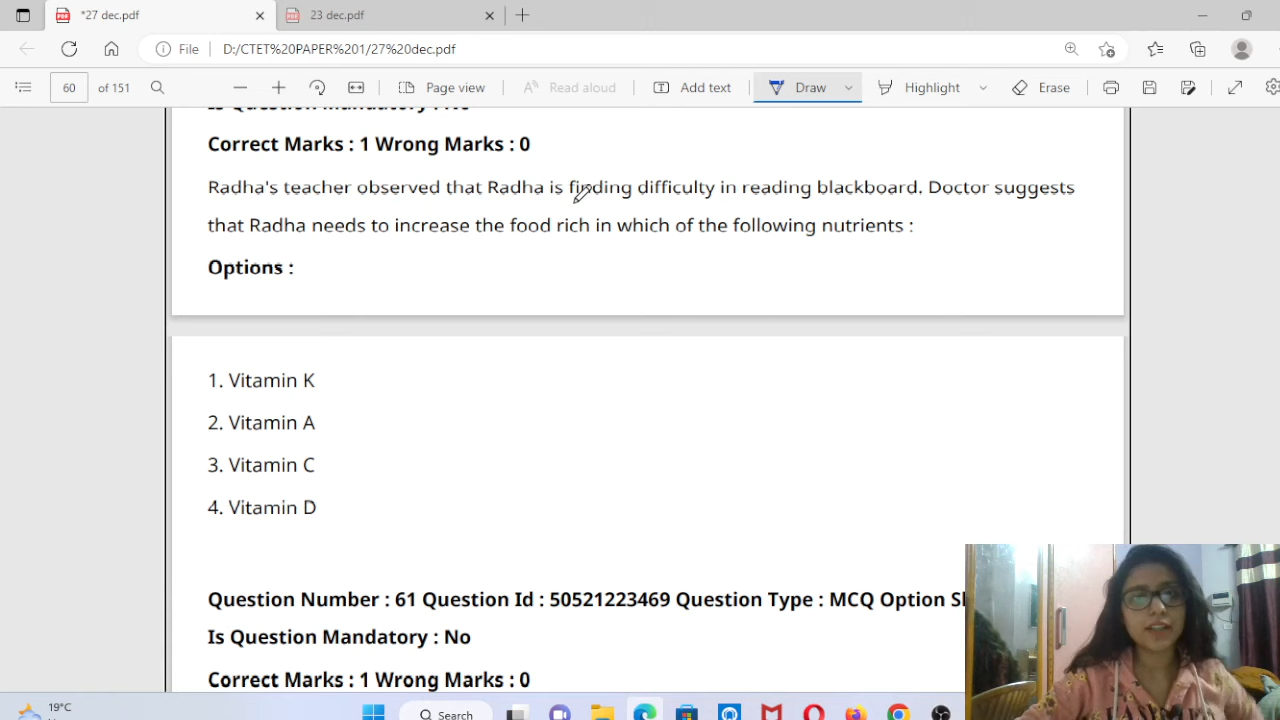 *27 dec.pdf
23 dec.pdf
File
D:/CTET%20PAPER%201/27%20dec.pdf
60 of 151
Page view
Read aloud
Add text
Draw
Highlight
Erase
Is Question Mandatory : No
Correct Marks : 1 Wrong Marks : 0
Radha's teacher observed that Radha is finding difficulty in reading blackboard. Doctor suggests
that Radha needs to increase the food rich in which of the following nutrients :
Options :
1. Vitamin K
2. Vitamin A
3. Vitamin C
4. Vitamin D
Question Number : 61 Question Id : 50521223469 Question Type : MCQ Option
Is Question Mandatory : No
Correct Marks : 1 Wrong Marks : 0
19°C
Search